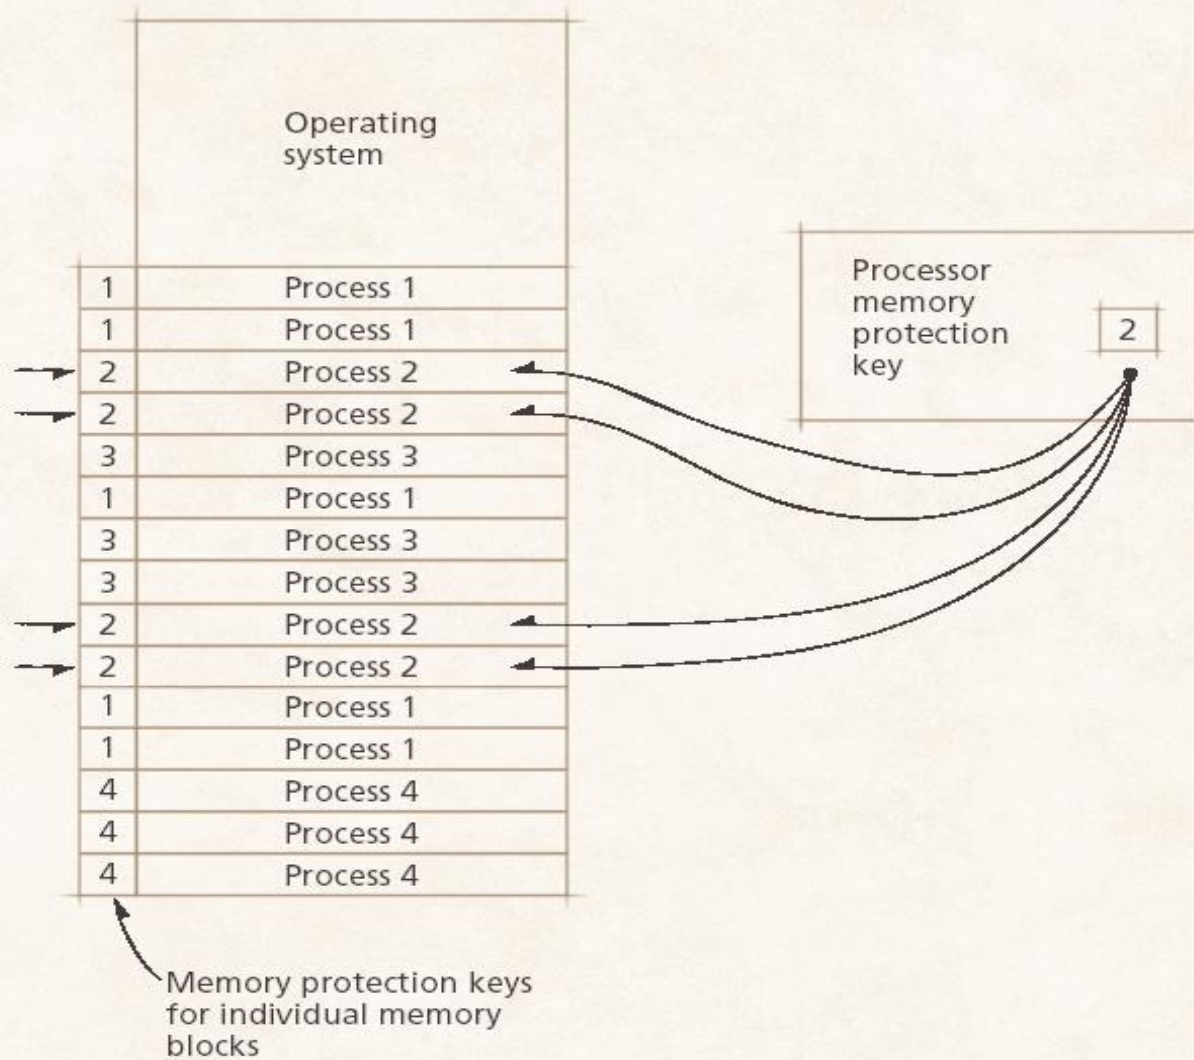 Operating
system
1 Process 1
1 Process 1
2 Process 2
2 Process 2
3 Process 3
1 Process 1
3 Process 3
3 Process 3
2 Process 2
2 Process 2
1 Process 1
1 Process 1
4 Process 4
4 Process 4
4 Process 4
Memory protection keys
for individual memory
blocks
Processor
memory
protection
key
2